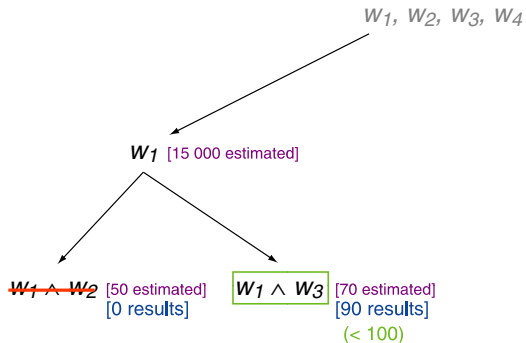 w1, w2, w3, w4
w1 [15 000 estimated]
w1 ∧ w2 [50 estimated]
[0 results]
w1 ∧ w3 [70 estimated]
[90 results]
(< 100)